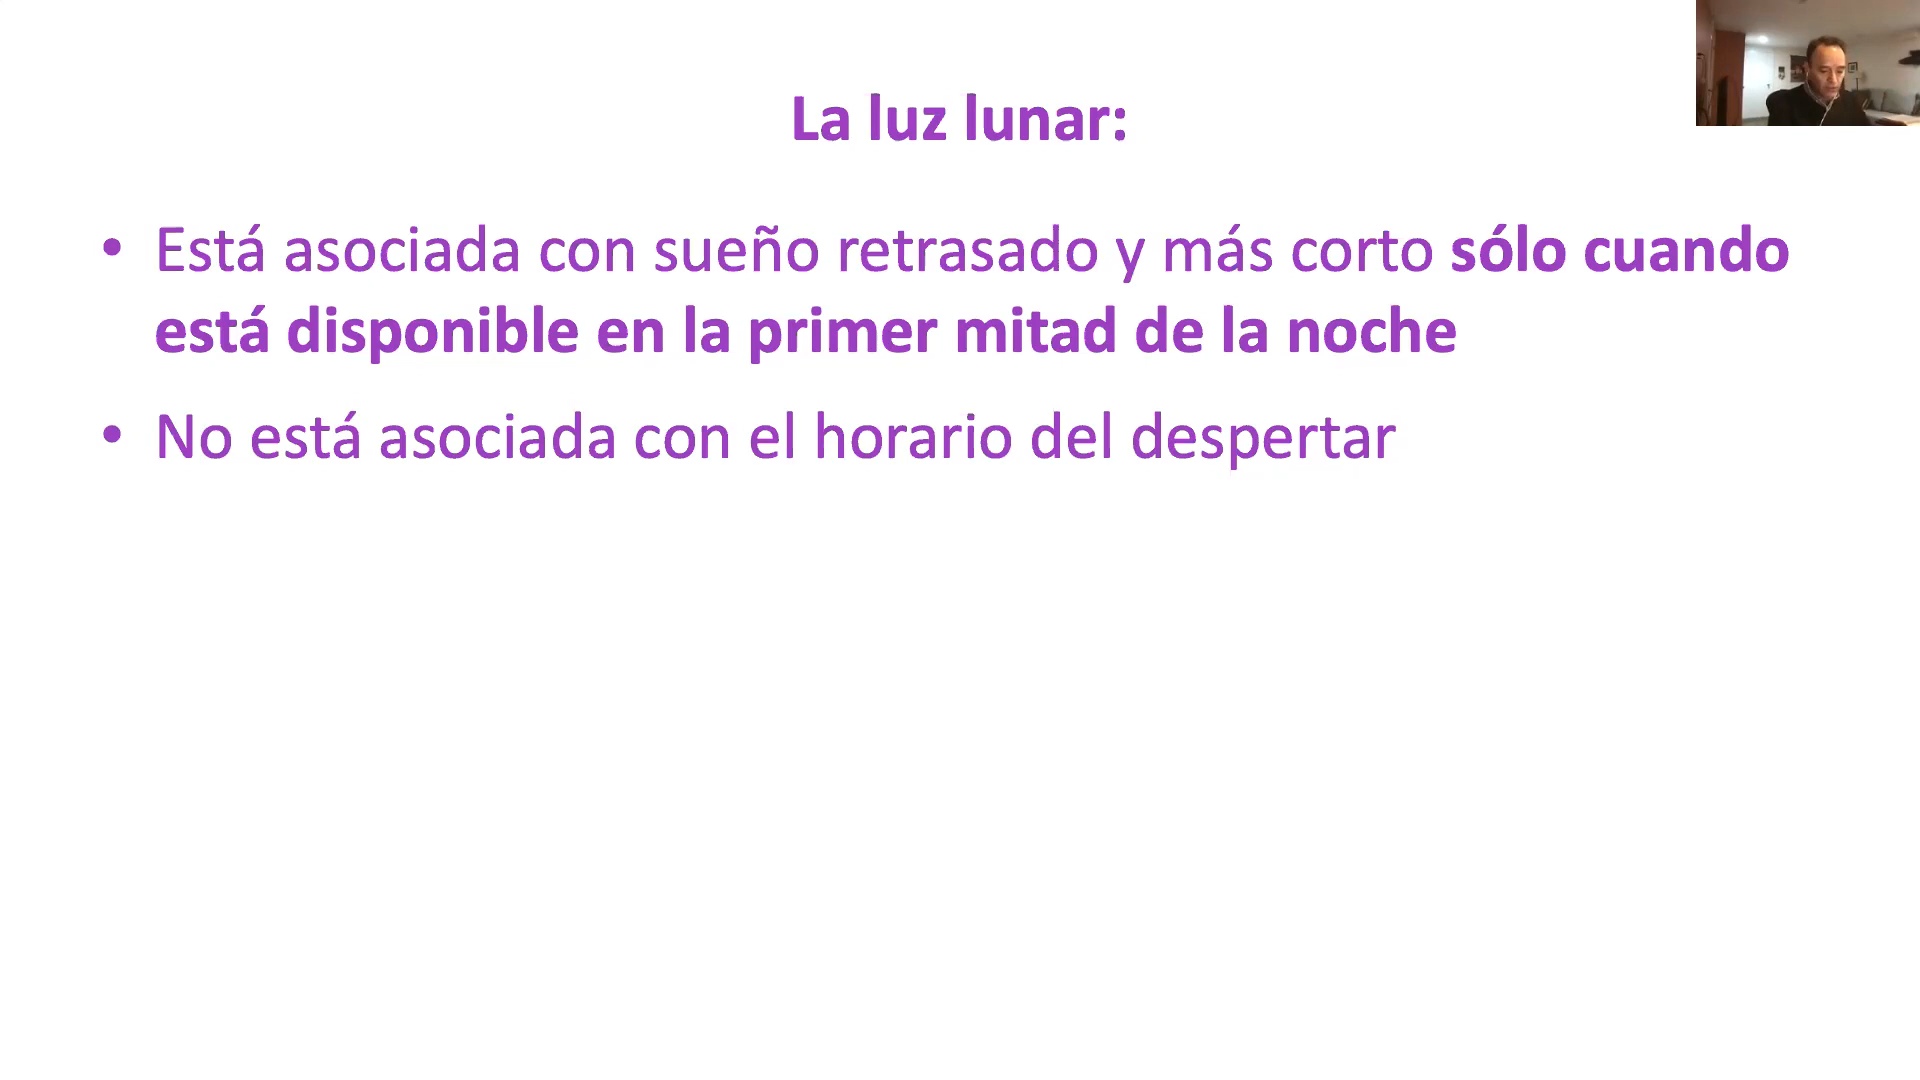 La luz lunar:
• Está asociada con sueño retrasado y más corto sólo cuando
está disponible en la primer mitad de la noche
• No está asociada con el horario del despertar